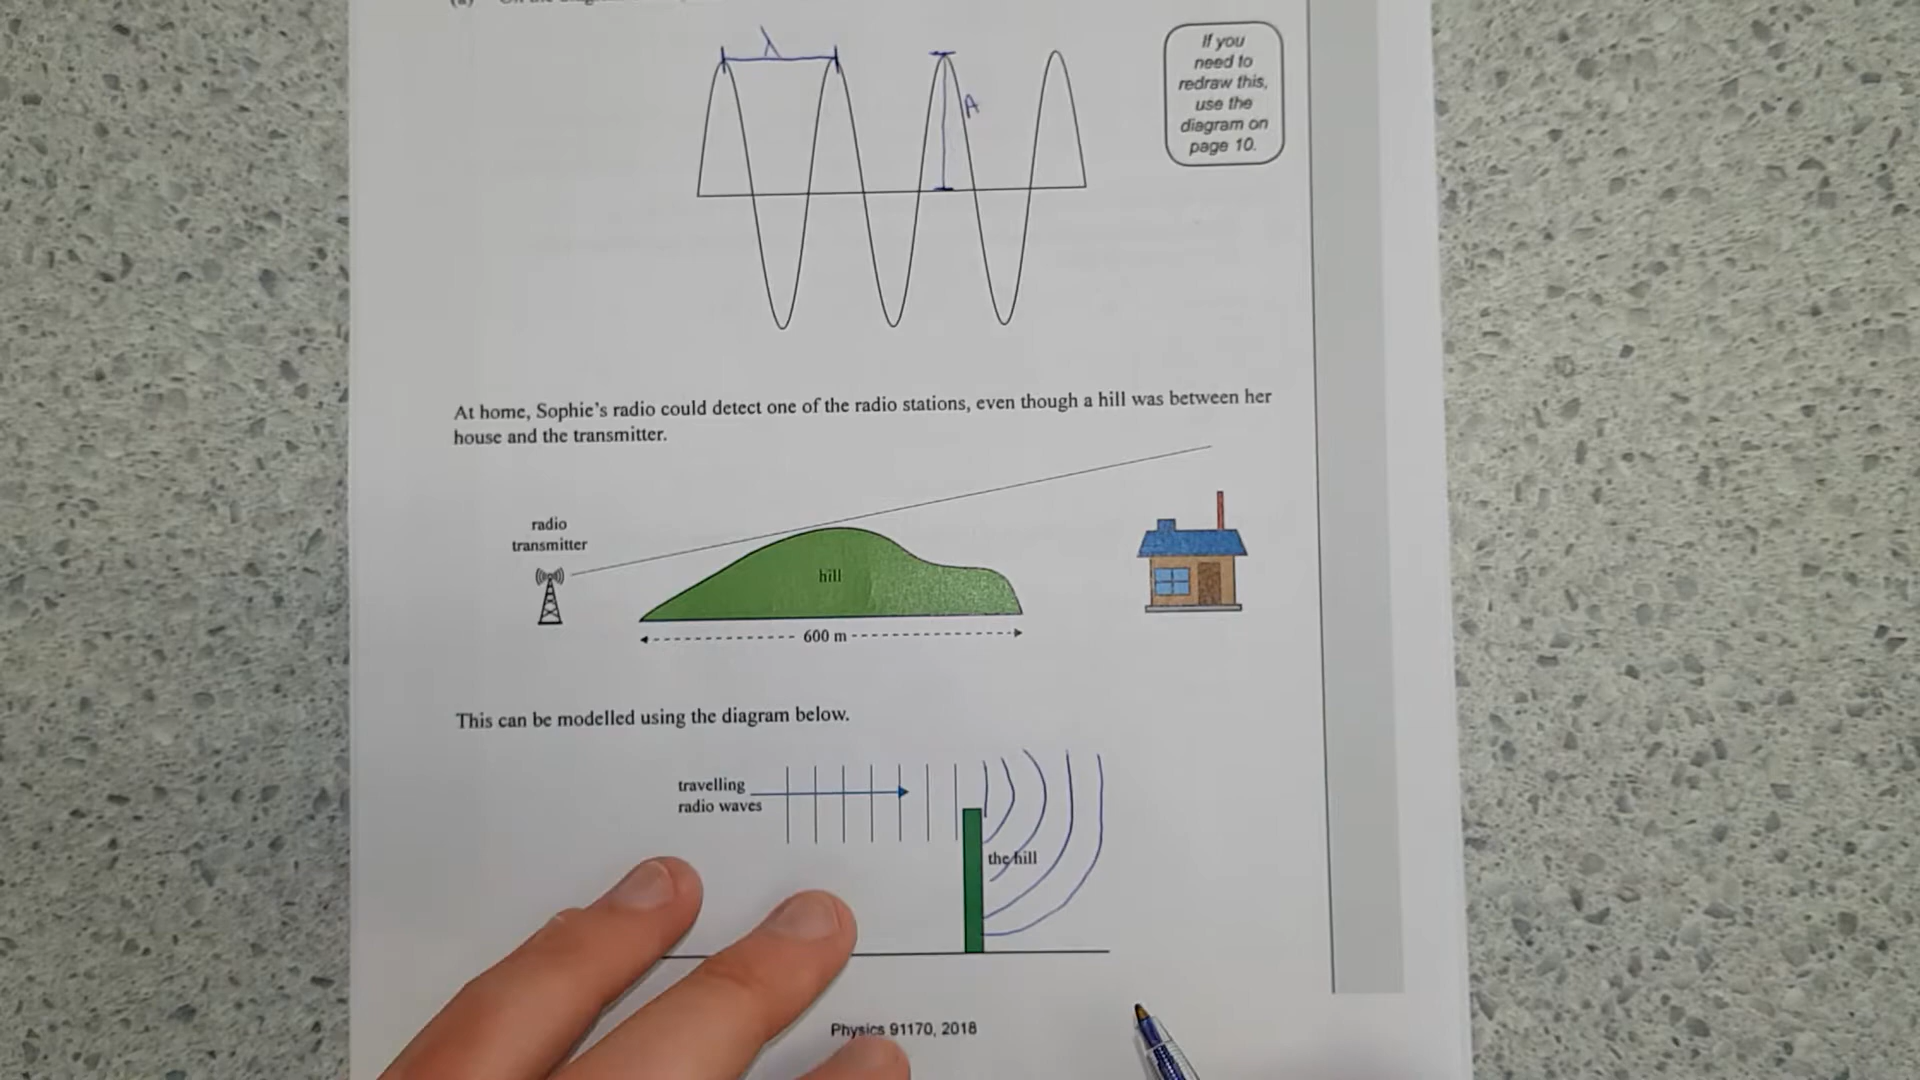 λ
A
If you
need to
redraw this,
use the
diagram on
page 10.
At home, Sophie's radio could detect one of the radio stations, even though a hill was between her
house and the transmitter.
radio
transmitter
hill
600 m
This can be modelled using the diagram below.
travelling
radio waves
the hill
Physics 91170, 2018